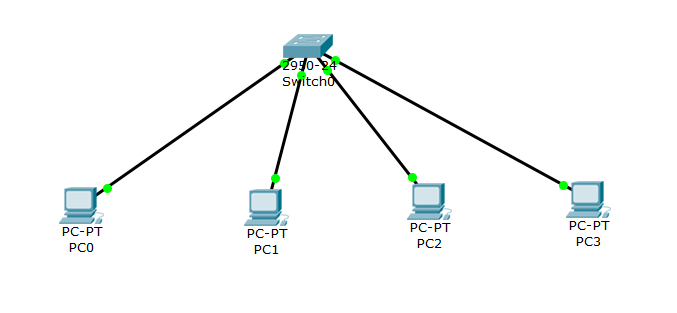 2950-24
Switch0
PC-PT
PC0
PC-PT
PC1
PC-PT
PC2
PC-PT
PC3